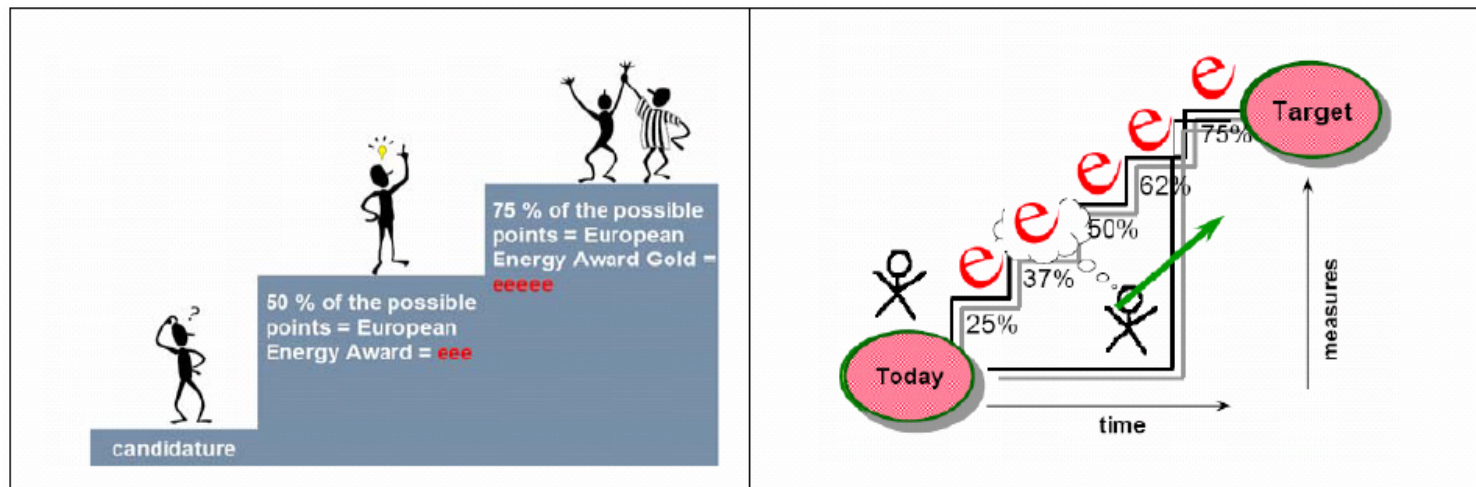 ?
candidature
50 % of the possible
points = European
Energy Award = eee
75 % of the possible
points = European
Energy Award Gold =
eeeee
Today
25%
e
37%
e
50%
e
62%
e
75%
e
Target
time
measures